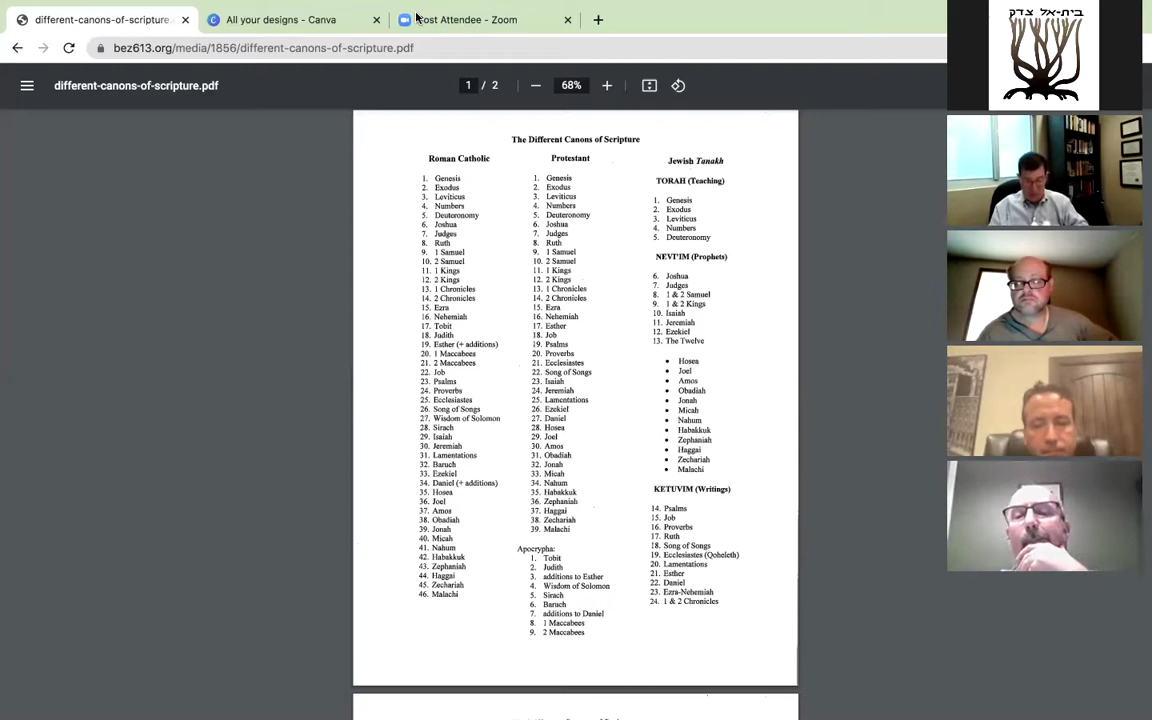 different-canons-of-scripture.
All your designs - Canva
Post Attendee - Zoom
bez613.org/media/1856/different-canons-of-scripture.pdf
different-canons-of-scripture.pdf
1 / 2
68%
בית-אל צדק
The Different Canons of Scripture
Roman Catholic
1. Genesis
2. Exodus
3. Leviticus
4. Numbers
5. Deuteronomy
6. Joshua
7. Judges
8. Ruth
9. 1 Samuel
10. 2 Samuel
11. 1 Kings
12. 2 Kings
13. 1 Chronicles
14. 2 Chronicles
15. Ezra
16. Nehemiah
17. Tobit
18. Judith
19. Esther (+ additions)
20. 1 Maccabees
21. 2 Maccabees
22. Job
23. Psalms
24. Proverbs
25. Ecclesiastes
26. Song of Songs
27. Wisdom of Solomon
28. Sirach
29. Isaiah
30. Jeremiah
31. Lamentations
32. Baruch
33. Ezekiel
34. Daniel (+ additions)
35. Hosea
36. Joel
37. Amos
38. Obadiah
39. Jonah
40. Micah
41. Nahum
42. Habakkuk
43. Zephaniah
44. Haggai
45. Zechariah
46. Malachi
Protestant
1. Genesis
2. Exodus
3. Leviticus
4. Numbers
5. Deuteronomy
6. Joshua
7. Judges
8. Ruth
9. 1 Samuel
10. 2 Samuel
11. 1 Kings
12. 2 Kings
13. 1 Chronicles
14. 2 Chronicles
15. Ezra
16. Nehemiah
17. Esther
18. Job
19. Psalms
20. Proverbs
21. Ecclesiastes
22. Song of Songs
23. Isaiah
24. Jeremiah
25. Lamentations
26. Ezekiel
27. Daniel
28. Hosea
29. Joel
30. Amos
31. Obadiah
32. Jonah
33. Micah
34. Nahum
35. Habakkuk
36. Zephaniah
37. Haggai
38. Zechariah
39. Malachi
Apocrypha:
1. Tobit
2. Judith
3. additions to Esther
4. Wisdom of Solomon
5. Sirach
6. Baruch
7. additions to Daniel
8. 1 Maccabees
9. 2 Maccabees
Jewish Tanakh
TORAH (Teaching)
1. Genesis
2. Exodus
3. Leviticus
4. Numbers
5. Deuteronomy
NEVI'IM (Prophets)
6. Joshua
7. Judges
8. 1 & 2 Samuel
9. 1 & 2 Kings
10. Isaiah
11. Jeremiah
12. Ezekiel
13. The Twelve
• Hosea
• Joel
• Amos
• Obadiah
• Jonah
• Micah
• Nahum
• Habakkuk
• Zephaniah
• Haggai
• Zechariah
• Malachi
KETUVIM (Writings)
14. Psalms
15. Job
16. Proverbs
17. Ruth
18. Song of Songs
19. Ecclesiastes (Qoheleth)
20. Lamentations
21. Esther
22. Daniel
23. Ezra-Nehemiah
24. 1 & 2 Chronicles